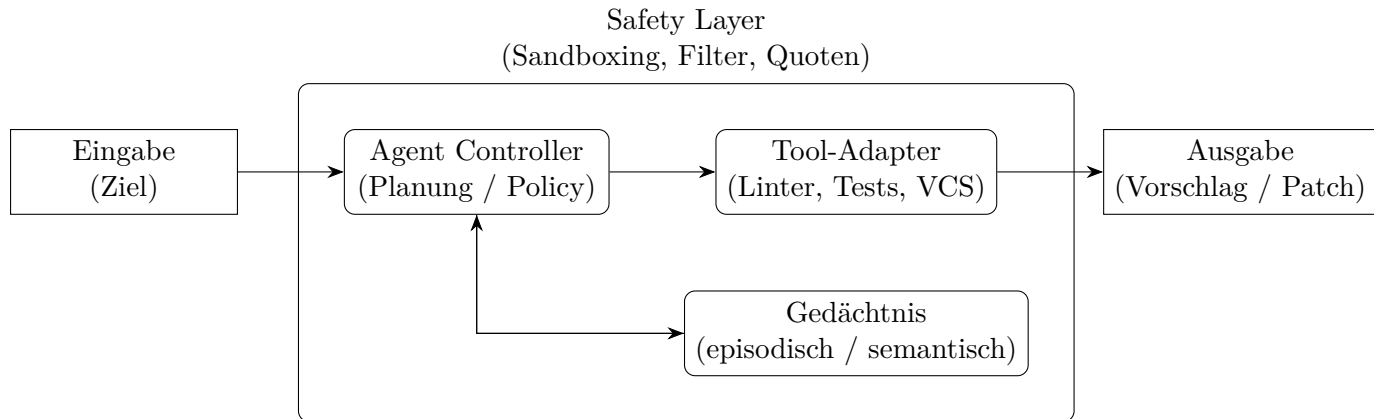 Safety Layer
(Sandboxing, Filter, Quoten)
Eingabe
(Ziel)
Agent Controller
(Planung / Policy)
Tool-Adapter
(Linter, Tests, VCS)
Ausgabe
(Vorschlag / Patch)
Gedächtnis
(episodisch / semantisch)